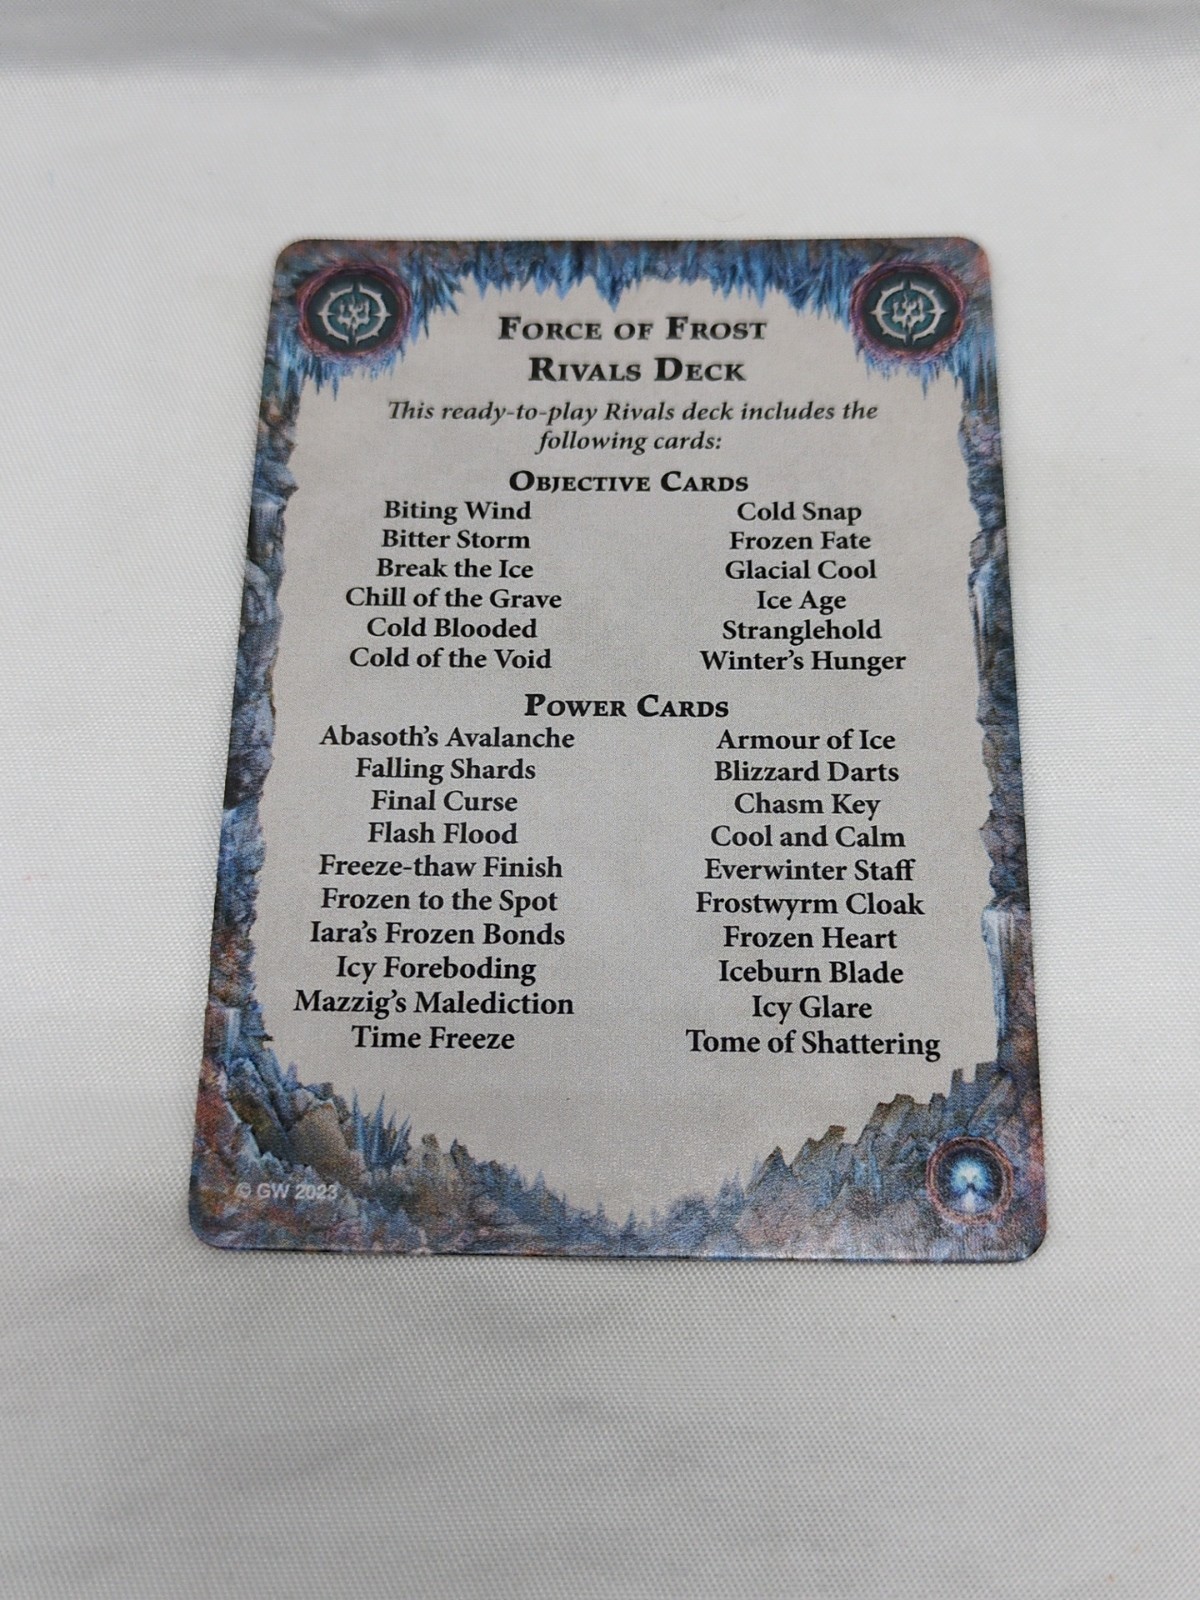 Force of Frost
Rivals Deck
This ready-to-play Rivals deck includes the
following cards:
Objective Cards
Biting Wind
Bitter Storm
Break the Ice
Chill of the Grave
Cold Blooded
Cold of the Void
Cold Snap
Frozen Fate
Glacial Cool
Ice Age
Stranglehold
Winter's Hunger
Power Cards
Abasoth's Avalanche
Falling Shards
Final Curse
Flash Flood
Freeze-thaw Finish
Frozen to the Spot
Iara's Frozen Bonds
Icy Foreboding
Mazzig's Malediction
Time Freeze
Armour of Ice
Blizzard Darts
Chasm Key
Cool and Calm
Everwinter Staff
Frostwyrm Cloak
Frozen Heart
Iceburn Blade
Icy Glare
Tome of Shattering
© GW 2023